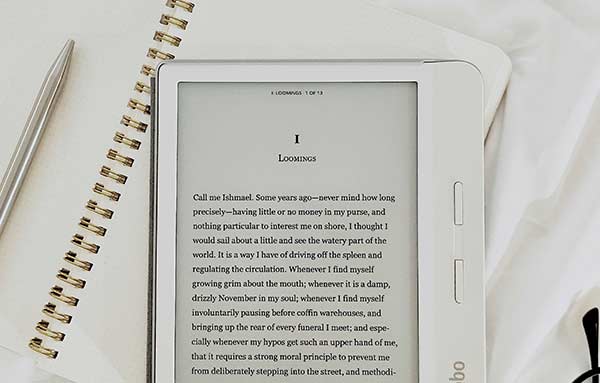 I LOOMINGS · 1 OF 13
I
LOOMINGS
Call me Ishmael. Some years ago—never mind how long
precisely—having little or no money in my purse, and
nothing particular to interest me on shore, I thought I
would sail about a little and see the watery part of the
world. It is a way I have of driving off the spleen and
regulating the circulation. Whenever I find myself
growing grim about the mouth; whenever it is a damp,
drizzly November in my soul; whenever I find myself
involuntarily pausing before coffin warehouses, and
bringing up the rear of every funeral I meet; and espe-
cially whenever my hypos get such an upper hand of me,
that it requires a strong moral principle to prevent me
from deliberately stepping into the street, and methodi-
bo